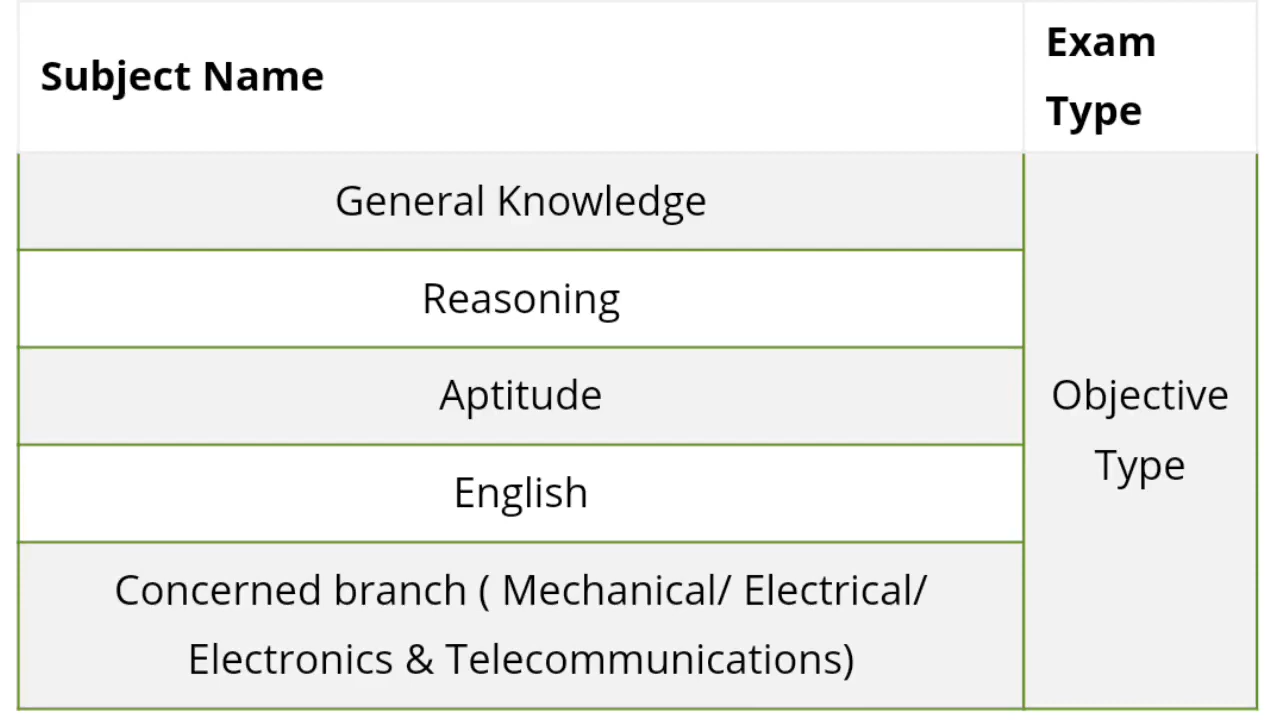 Subject Name
Exam
Type
General Knowledge
Reasoning
Aptitude
English
Concerned branch ( Mechanical/ Electrical/
Electronics & Telecommunications)
Objective
Type